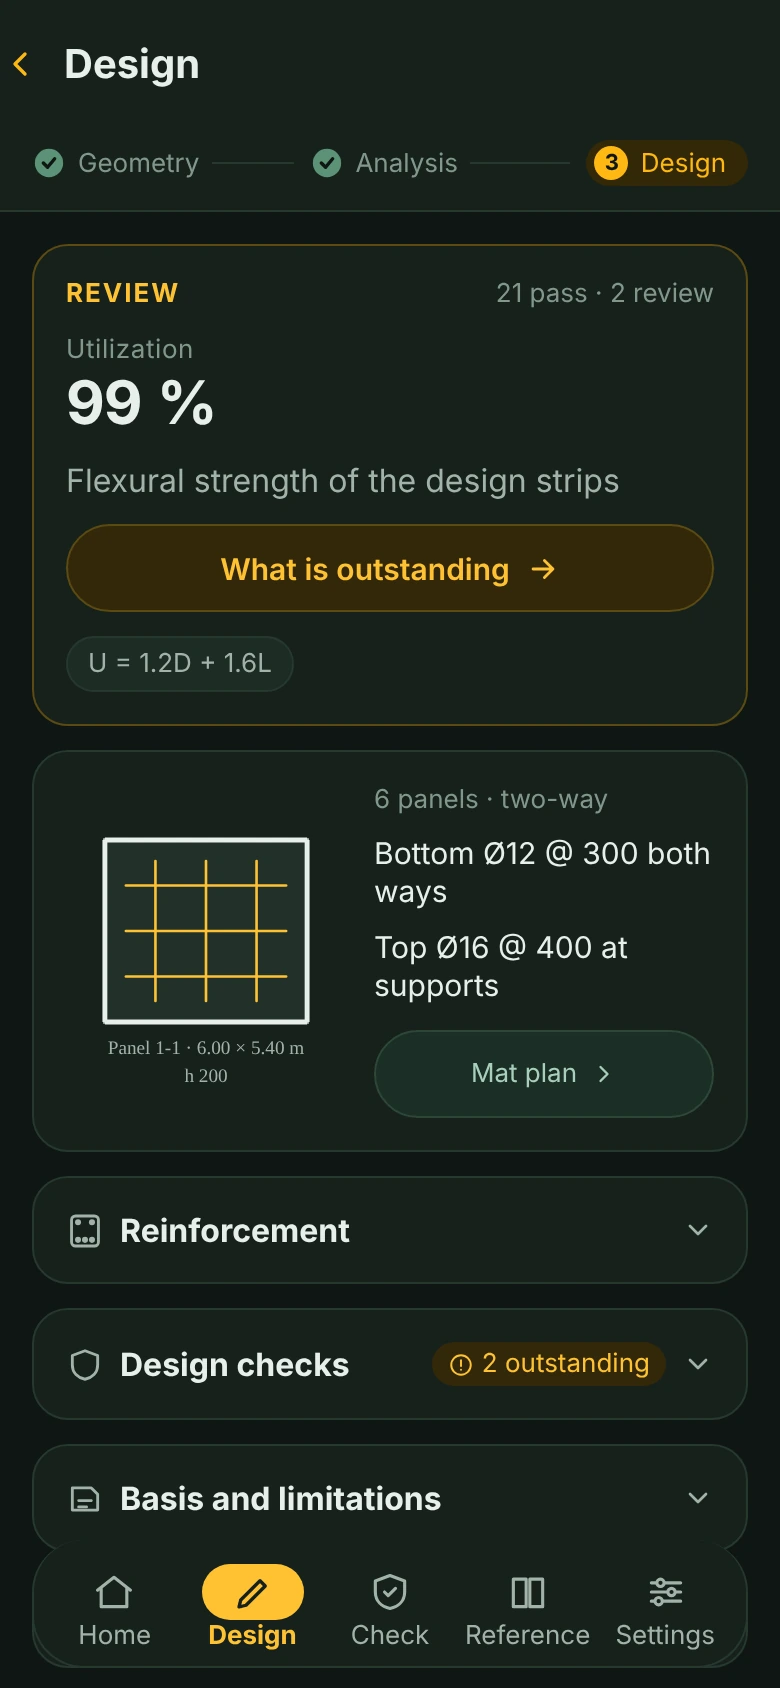 Design
Geometry
Analysis
3 Design
REVIEW
21 pass · 2 review
Utilization
99 %
Flexural strength of the design strips
What is outstanding →
U = 1.2D + 1.6L
6 panels · two-way
Bottom Ø12 @ 300 both
ways
Top Ø16 @ 400 at
supports
Panel 1-1 · 6.00 × 5.40 m
h 200
Mat plan
Reinforcement
Design checks
2 outstanding
Basis and limitations
Home
Design
Check
Reference
Settings